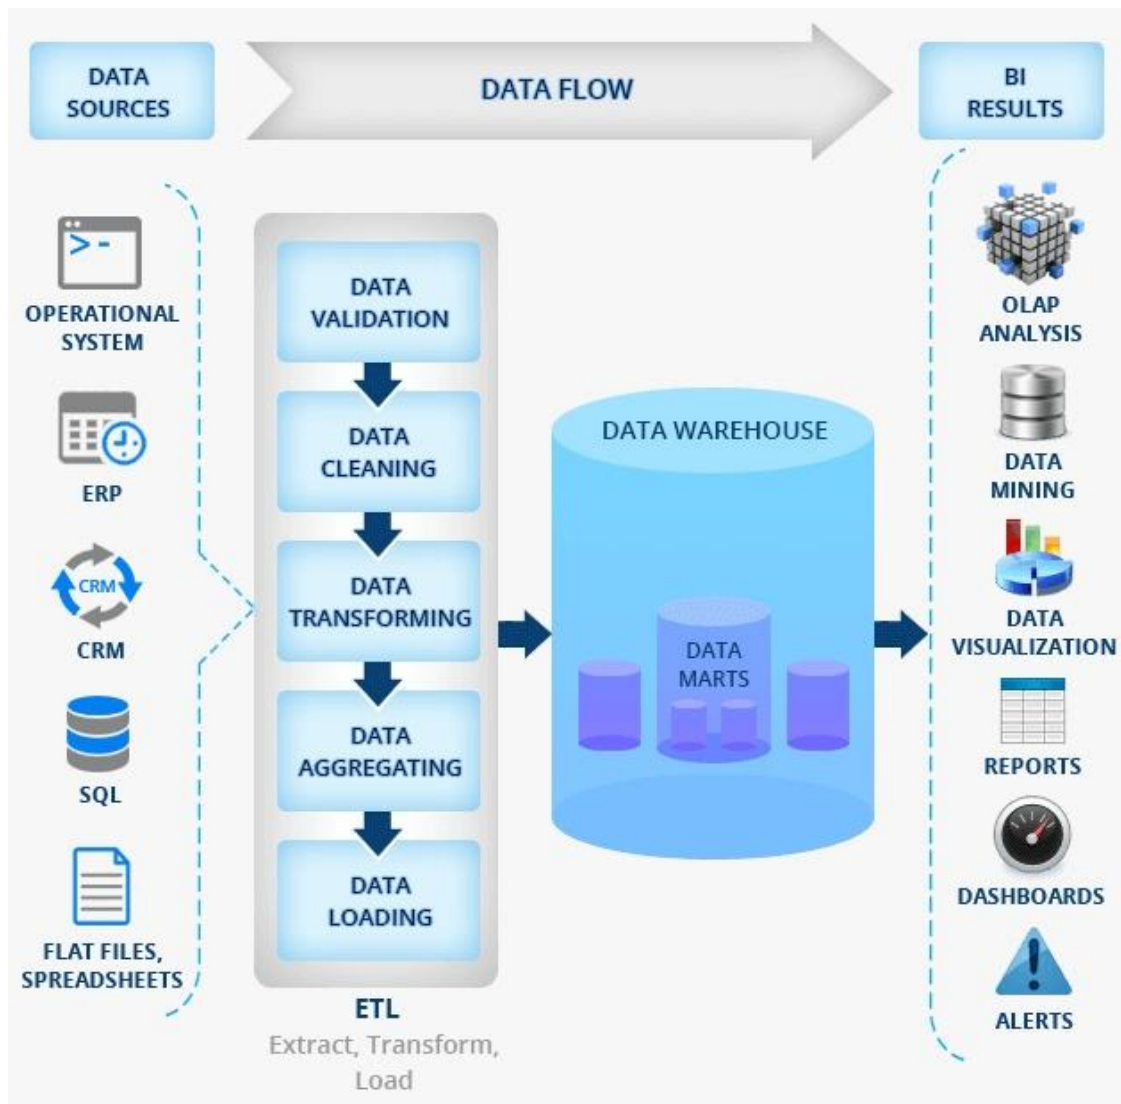 DATA
SOURCES
DATA FLOW
BI
RESULTS
>-
OPERATIONAL
SYSTEM
ERP
CRM
CRM
SQL
FLAT FILES,
SPREADSHEETS
DATA
VALIDATION
DATA
CLEANING
DATA
TRANSFORMING
DATA
AGGREGATING
DATA
LOADING
ETL
Extract, Transform,
Load
DATA WAREHOUSE
DATA
MARTS
OLAP
ANALYSIS
DATA
MINING
DATA
VISUALIZATION
REPORTS
DASHBOARDS
!
ALERTS